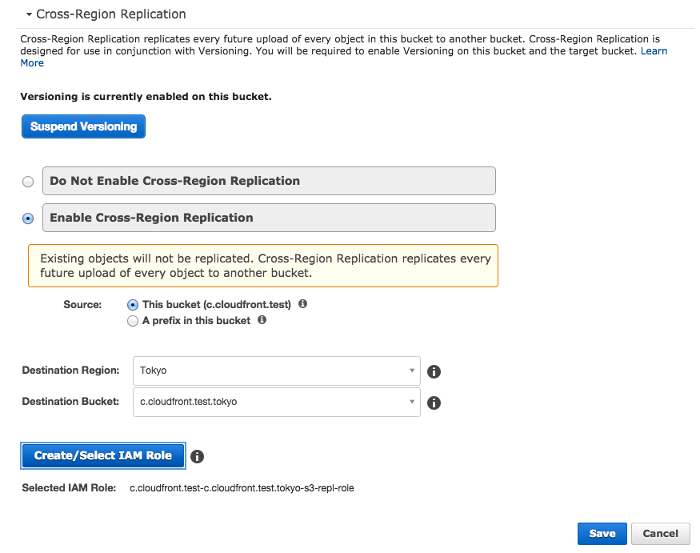 Cross-Region Replication
Cross-Region Replication replicates every future upload of every object in this bucket to another bucket. Cross-Region Replication is
designed for use in conjunction with Versioning. You will be required to enable Versioning on this bucket and the target bucket. Learn
More
Versioning is currently enabled on this bucket.
Suspend Versioning
Do Not Enable Cross-Region Replication
Enable Cross-Region Replication
Existing objects will not be replicated. Cross-Region Replication replicates every
future upload of every object to another bucket.
Source: This bucket (c.cloudfront.test)
A prefix in this bucket
Destination Region: Tokyo
Destination Bucket: c.cloudfront.test.tokyo
Create/Select IAM Role
Selected IAM Role: c.cloudfront.test-c.cloudfront.test.tokyo-s3-repl-role
Save Cancel